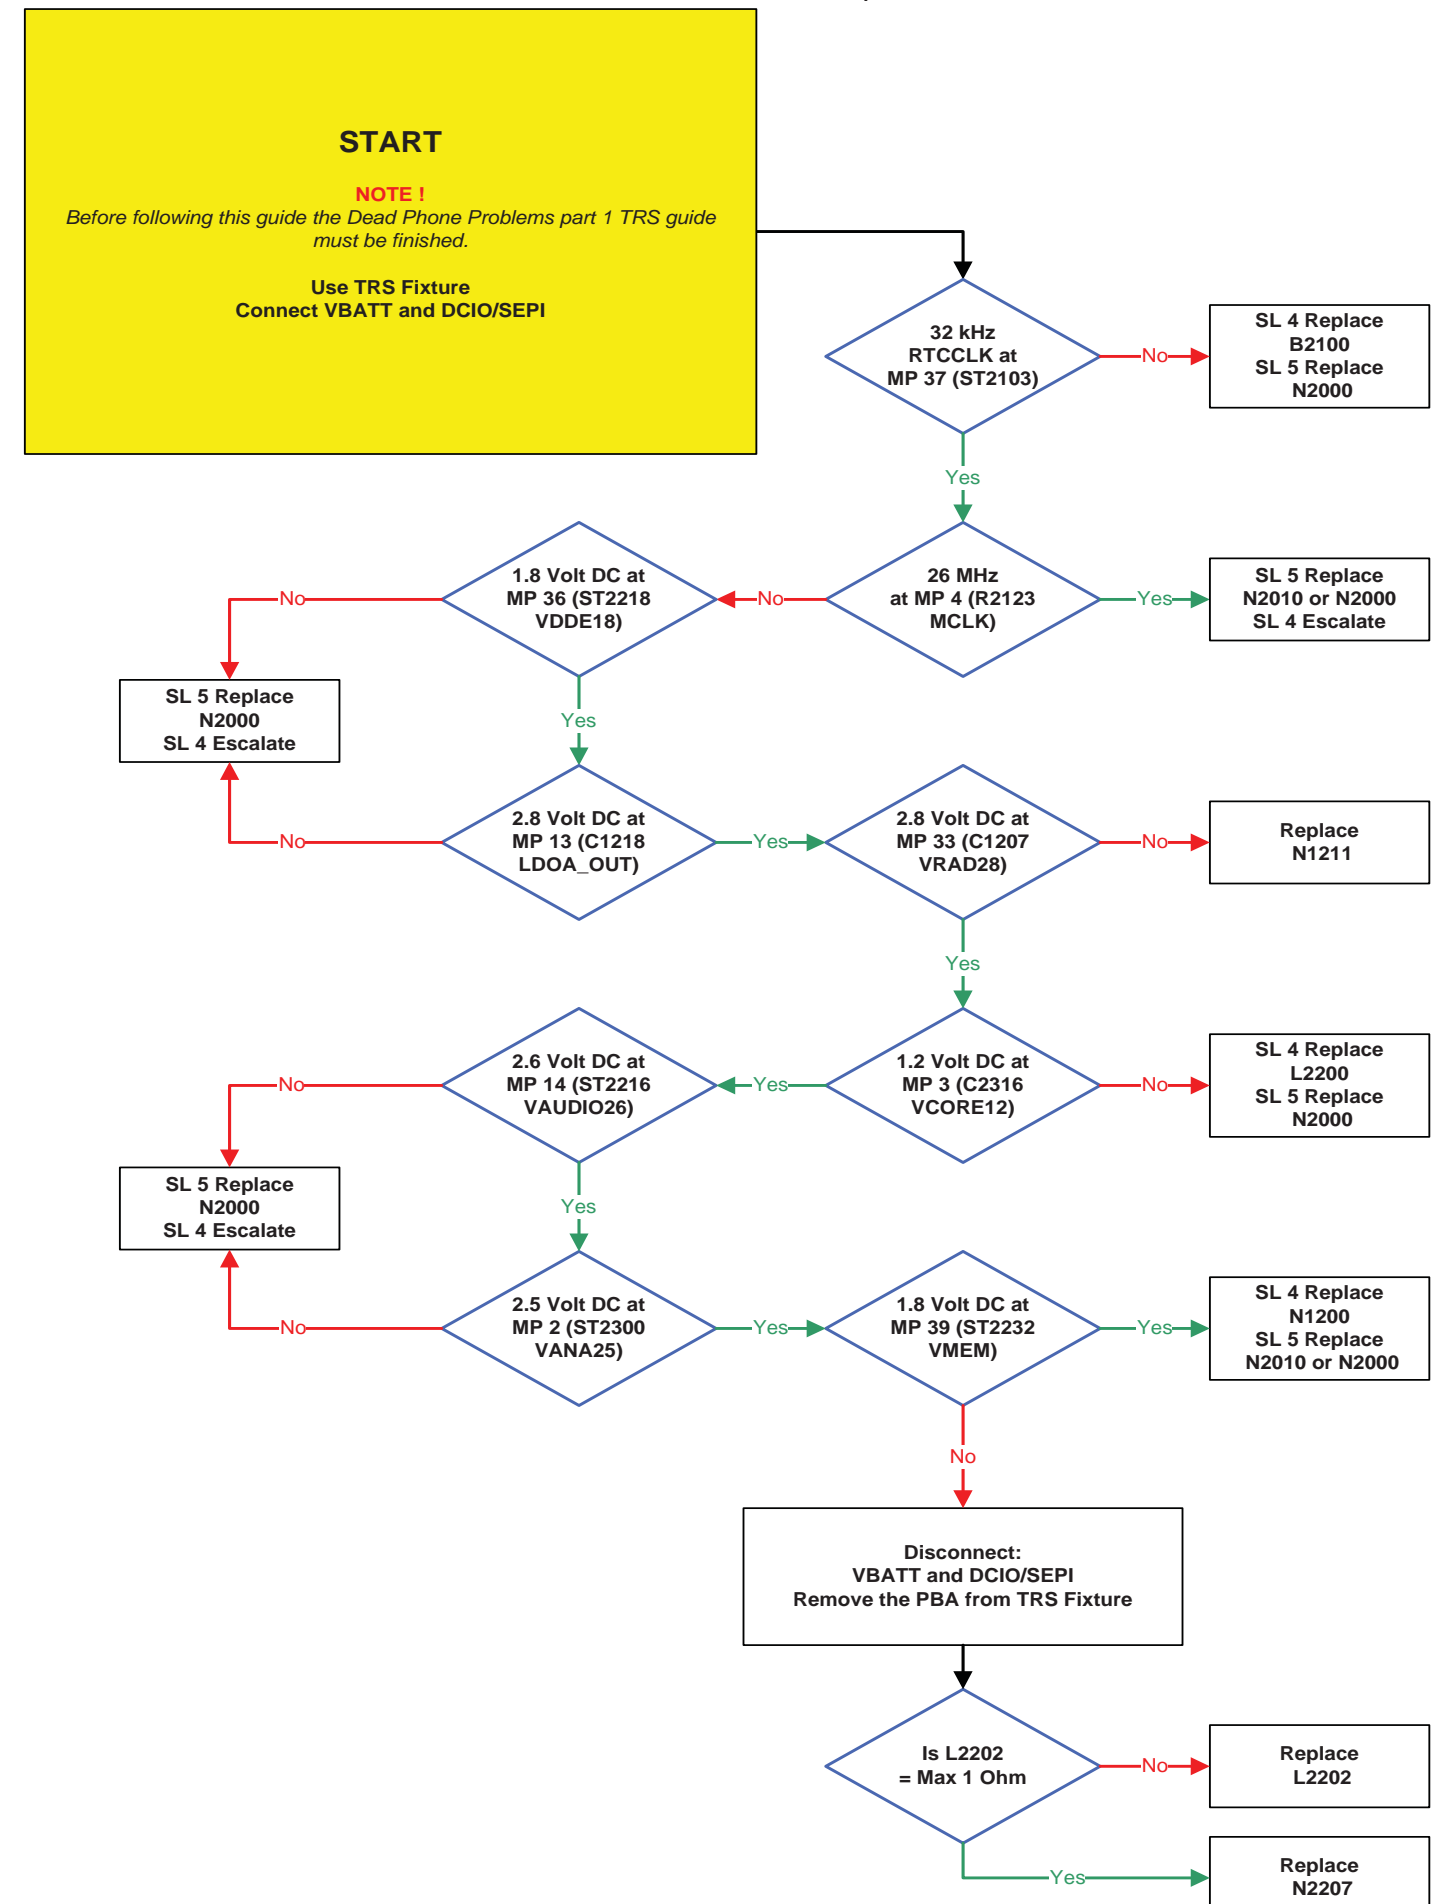 START
NOTE !
Before following this guide the Dead Phone Problems part 1 TRS guide
must be finished.
Use TRS Fixture
Connect VBATT and DCIO/SEPI
32 kHz
RTCCLK at
MP 37 (ST2103)
No
SL 4 Replace
B2100
SL 5 Replace
N2000
Yes
26 MHz
at MP 4 (R2123
MCLK)
Yes
SL 5 Replace
N2010 or N2000
SL 4 Escalate
No
1.8 Volt DC at
MP 36 (ST2218
VDDE18)
No
SL 5 Replace
N2000
SL 4 Escalate
Yes
2.8 Volt DC at
MP 13 (C1218
LDOA_OUT)
No
Yes
2.8 Volt DC at
MP 33 (C1207
VRAD28)
No
Replace
N1211
Yes
1.2 Volt DC at
MP 3 (C2316
VCORE12)
No
SL 4 Replace
L2200
SL 5 Replace
N2000
Yes
2.6 Volt DC at
MP 14 (ST2216
VAUDIO26)
No
SL 5 Replace
N2000
SL 4 Escalate
Yes
2.5 Volt DC at
MP 2 (ST2300
VANA25)
No
Yes
1.8 Volt DC at
MP 39 (ST2232
VMEM)
Yes
SL 4 Replace
N1200
SL 5 Replace
N2010 or N2000
No
Disconnect:
VBATT and DCIO/SEPI
Remove the PBA from TRS Fixture
Is L2202
= Max 1 Ohm
No
Replace
L2202
Yes
Replace
N2207